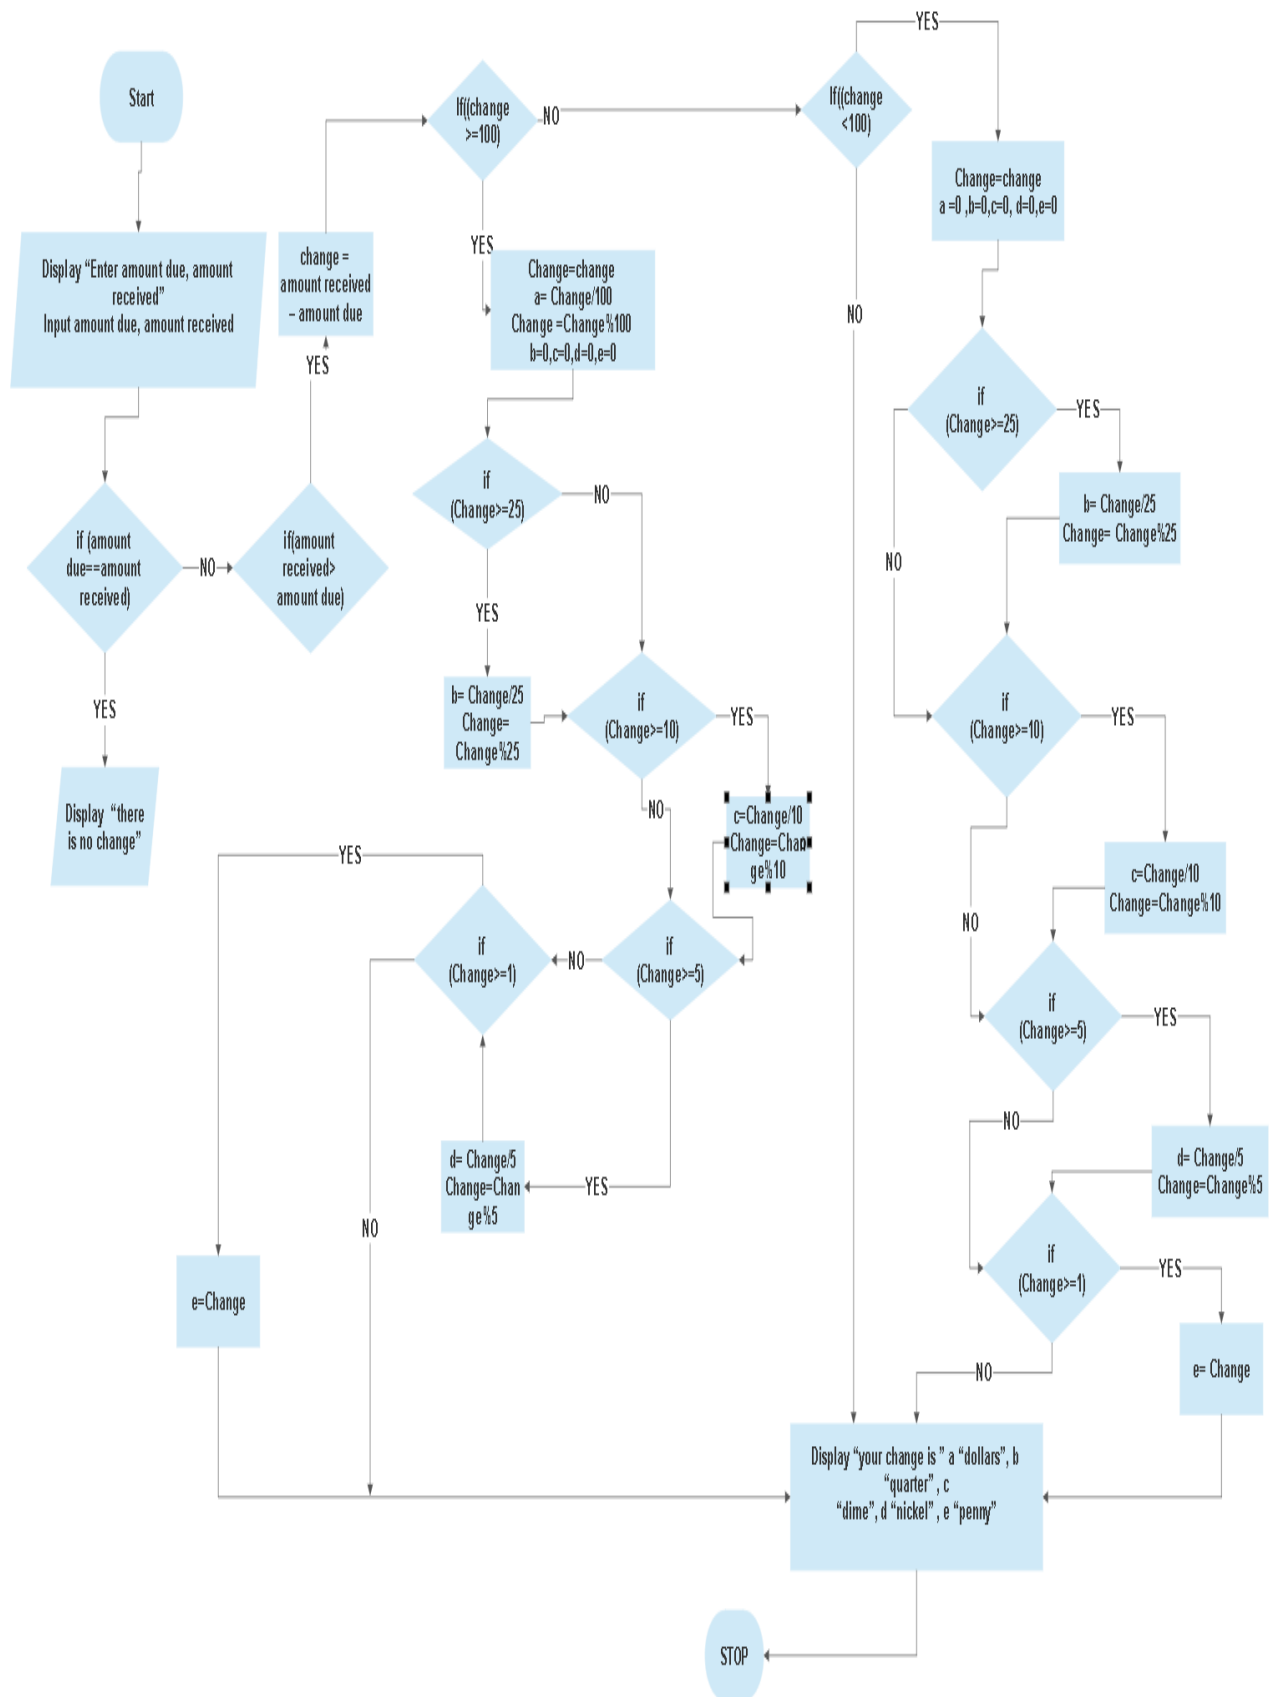 Start
Display “Enter amount due, amount
received”
Input amount due, amount received
if (amount
due==amount
received)
YES
Display “there
is no change”
NO
if(amount
received>
amount due)
YES
change =
amount received
– amount due
If((change
>=100)
NO
YES
Change=change
a= Change/100
Change =Change%100
b=0,c=0,d=0,e=0
if
(Change>=25)
NO
YES
b= Change/25
Change=
Change%25
if
(Change>=10)
YES
NO
c=Change/10
Change=Chan
ge%10
if
(Change>=5)
NO
YES
d= Change/5
Change=Chan
ge%5
if
(Change>=1)
YES
NO
e=Change
If((change
<100)
YES
NO
Change=change
a =0 ,b=0,c=0, d=0,e=0
if
(Change>=25)
YES
NO
b= Change/25
Change= Change%25
if
(Change>=10)
YES
NO
c=Change/10
Change=Change%10
if
(Change>=5)
YES
NO
d= Change/5
Change=Change%5
if
(Change>=1)
YES
NO
e= Change
Display “your change is ” a “dollars”, b
“quarter” , c
“dime”, d “nickel” , e “penny”
STOP